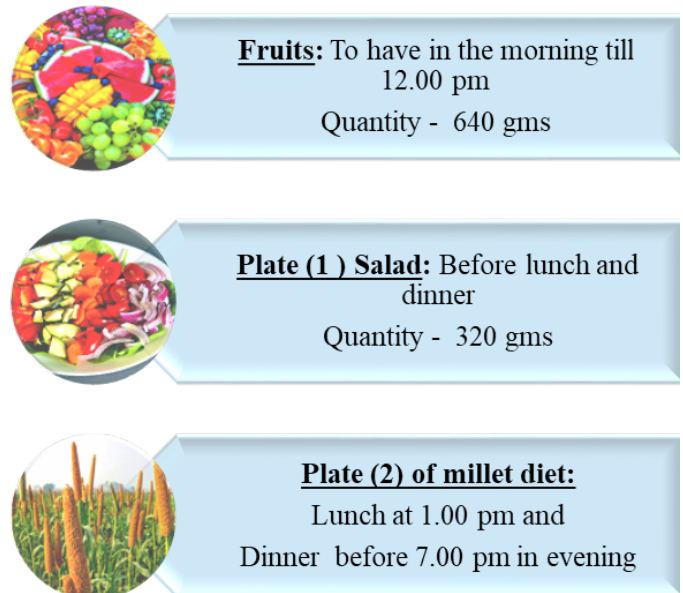 Fruits: To have in the morning till
12.00 pm
Quantity - 640 gms
Plate (1 ) Salad: Before lunch and
dinner
Quantity - 320 gms
Plate (2) of millet diet:
Lunch at 1.00 pm and
Dinner before 7.00 pm in evening